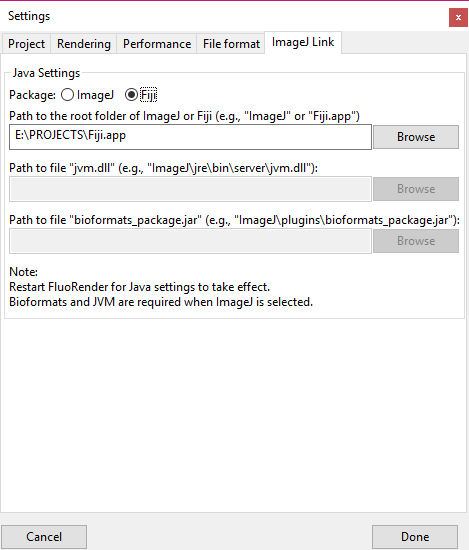 Settings
x
Project Rendering Performance File format ImageJ Link
Java Settings
Package: ImageJ Fiji
Path to the root folder of ImageJ or Fiji (e.g., "ImageJ" or "Fiji.app")
E:\PROJECTS\Fiji.app Browse
Path to file "jvm.dll" (e.g., "ImageJ\jre\bin\server\jvm.dll"):
Browse
Path to file "bioformats_package.jar" (e.g., "ImageJ\plugins\bioformats_package.jar"):
Browse
Note:
Restart FluoRender for Java settings to take effect.
Bioformats and JVM are required when ImageJ is selected.
Cancel Done